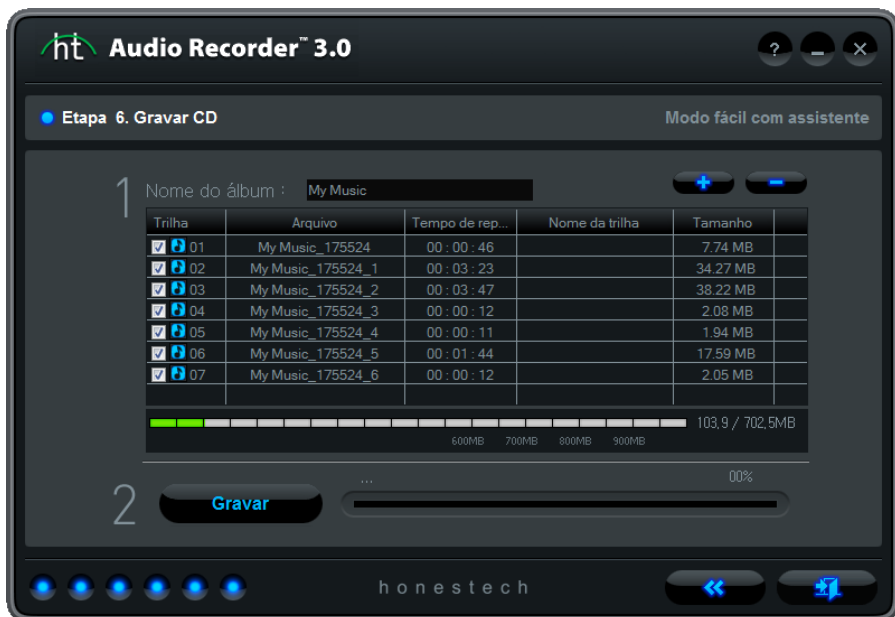 ht Audio Recorder™ 3.0
? 
Etapa 6. Gravar CD Modo fácil com assistente
1 Nome do álbum : My Music
Trilha Arquivo Tempo de rep... Nome da trilha Tamanho
01 My Music_175524 00 : 00 : 46 7.74 MB
02 My Music_175524_1 00 : 03 : 23 34.27 MB
03 My Music_175524_2 00 : 03 : 47 38.22 MB
04 My Music_175524_3 00 : 00 : 12 2.08 MB
05 My Music_175524_4 00 : 00 : 11 1.94 MB
06 My Music_175524_5 00 : 01 : 44 17.59 MB
07 My Music_175524_6 00 : 00 : 12 2.05 MB
103,9 / 702,5MB
600MB 700MB 800MB 900MB
... 00%
2 Gravar
honestech